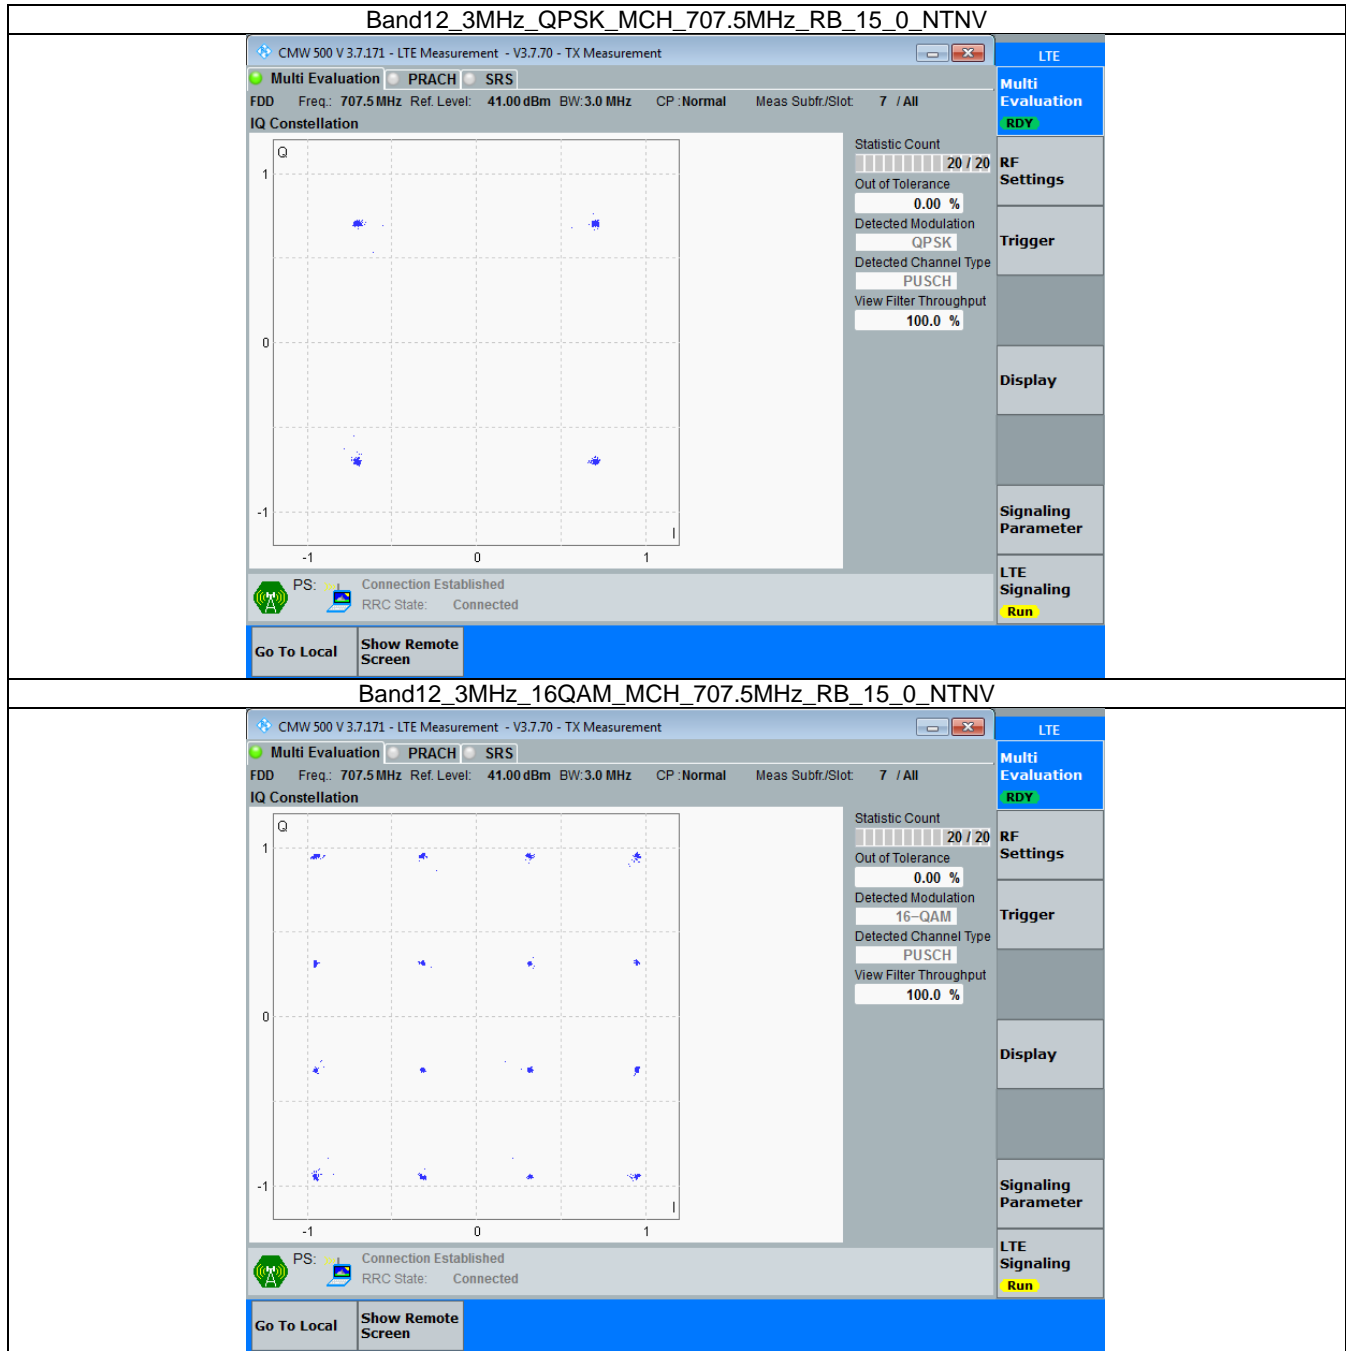 Band12_3MHz_QPSK_MCH_707.5MHz_RB_15_0_NTNV
CMW 500 V 3.7.171 - LTE Measurement - V3.7.70 - TX Measurement
LTE
Multi Evaluation PRACH SRS
Multi Evaluation
RDY
FDD Freq.: 707.5 MHz Ref. Level: 41.00 dBm BW: 3.0 MHz CP : Normal Meas Subfr./Slot: 7 / All
IQ Constellation
Q
1
0
-1
-1 0 1
I
Statistic Count
20 / 20
Out of Tolerance
0.00 %
Detected Modulation
QPSK
Detected Channel Type
PUSCH
View Filter Throughput
100.0 %
RF Settings
Trigger
Display
Signaling Parameter
LTE Signaling
Run
PS: Connection Established
RRC State: Connected
Go To Local
Show Remote Screen
Band12_3MHz_16QAM_MCH_707.5MHz_RB_15_0_NTNV
CMW 500 V 3.7.171 - LTE Measurement - V3.7.70 - TX Measurement
LTE
Multi Evaluation PRACH SRS
Multi Evaluation
RDY
FDD Freq.: 707.5 MHz Ref. Level: 41.00 dBm BW: 3.0 MHz CP : Normal Meas Subfr./Slot: 7 / All
IQ Constellation
Q
1
0
-1
-1 0 1
I
Statistic Count
20 / 20
Out of Tolerance
0.00 %
Detected Modulation
16-QAM
Detected Channel Type
PUSCH
View Filter Throughput
100.0 %
RF Settings
Trigger
Display
Signaling Parameter
LTE Signaling
Run
PS: Connection Established
RRC State: Connected
Go To Local
Show Remote Screen